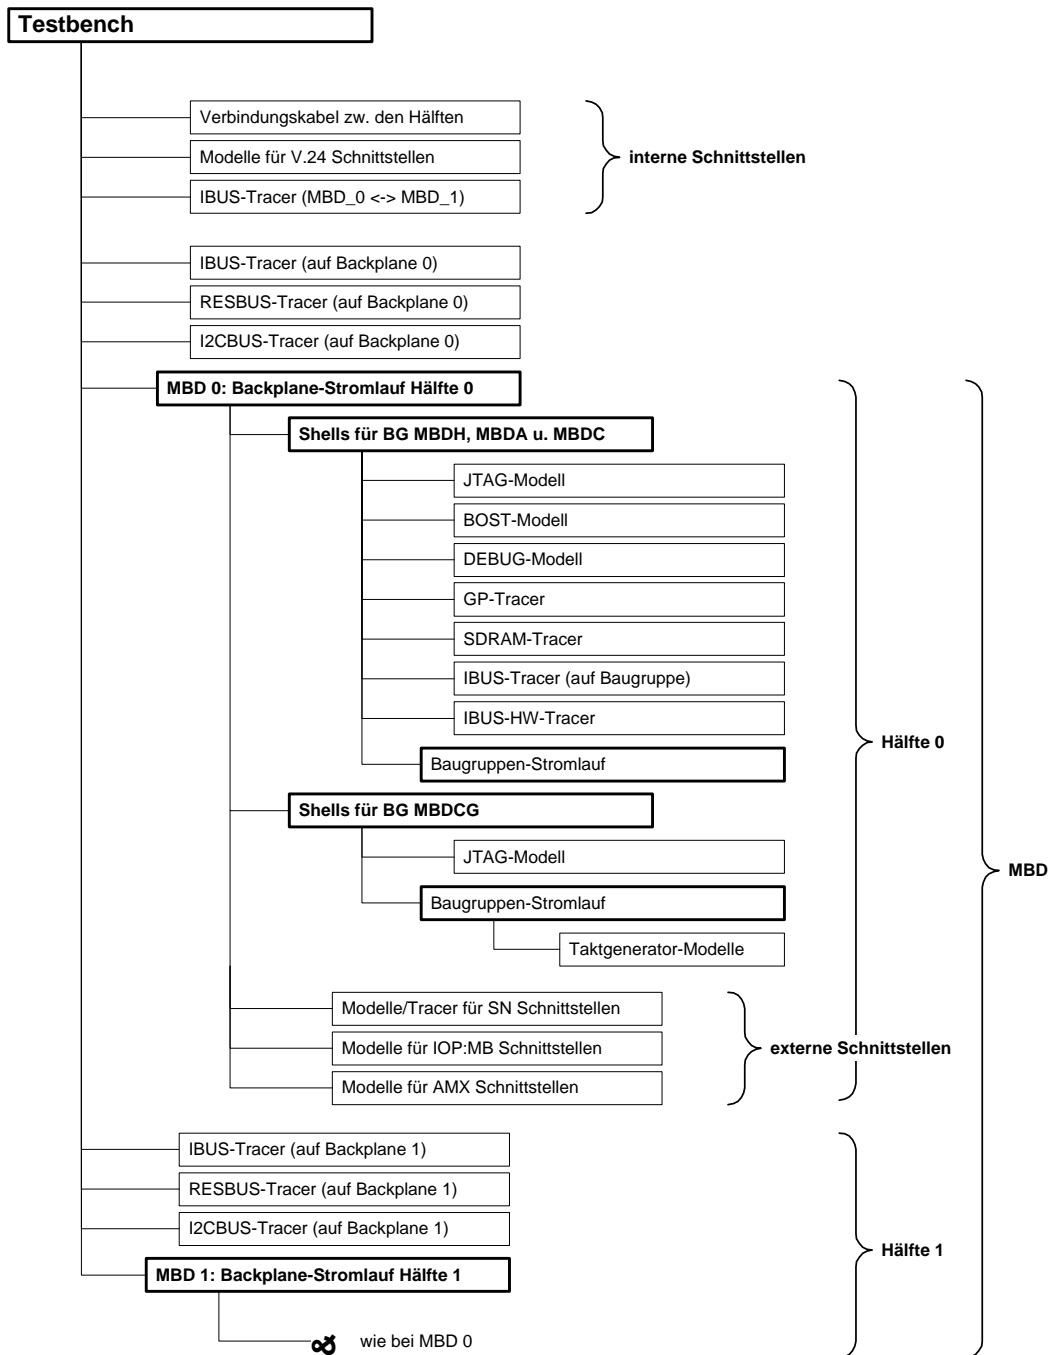 Testbench
Verbindungskabel zw. den Hälften
Modelle für V.24 Schnittstellen
interne Schnittstellen
IBUS-Tracer (MBD_0 <-> MBD_1)
IBUS-Tracer (auf Backplane 0)
RESBUS-Tracer (auf Backplane 0)
I2CBUS-Tracer (auf Backplane 0)
MBD 0: Backplane-Stromlauf Hälfte 0
Shells für BG MBDH, MBDA u. MBDC
JTAG-Modell
BOST-Modell
DEBUG-Modell
GP-Tracer
SDRAM-Tracer
IBUS-Tracer (auf Baugruppe)
IBUS-HW-Tracer
Hälfte 0
Baugruppen-Stromlauf
Shells für BG MBDCG
JTAG-Modell
MBD
Baugruppen-Stromlauf
Taktgenerator-Modelle
Modelle/Tracer für SN Schnittstellen
Modelle für IOP:MB Schnittstellen
externe Schnittstellen
Modelle für AMX Schnittstellen
IBUS-Tracer (auf Backplane 1)
RESBUS-Tracer (auf Backplane 1)
I2CBUS-Tracer (auf Backplane 1)
Hälfte 1
MBD 1: Backplane-Stromlauf Hälfte 1
wie bei MBD 0